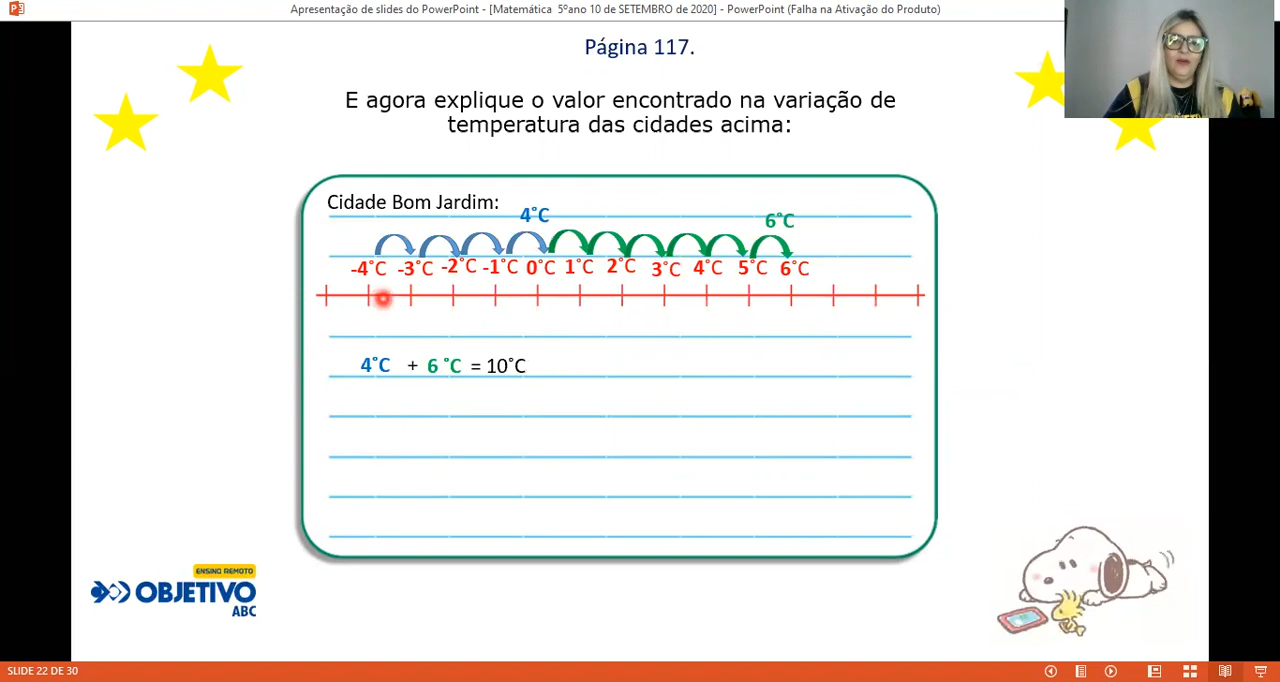 Apresentação de slides do PowerPoint - [Matemática 5ºano 10 de SETEMBRO de 2020] - PowerPoint (Falha na Ativação do Produto)
Página 117.
E agora explique o valor encontrado na variação de
temperatura das cidades acima:
Cidade Bom Jardim:
4°C 6°C
-4°C -3°C -2°C -1°C 0°C 1°C 2°C 3°C 4°C 5°C 6°C
4°C + 6 °C = 10°C
ENSINO REMOTO
OBJETIVO
ABC
SLIDE 22 DE 30